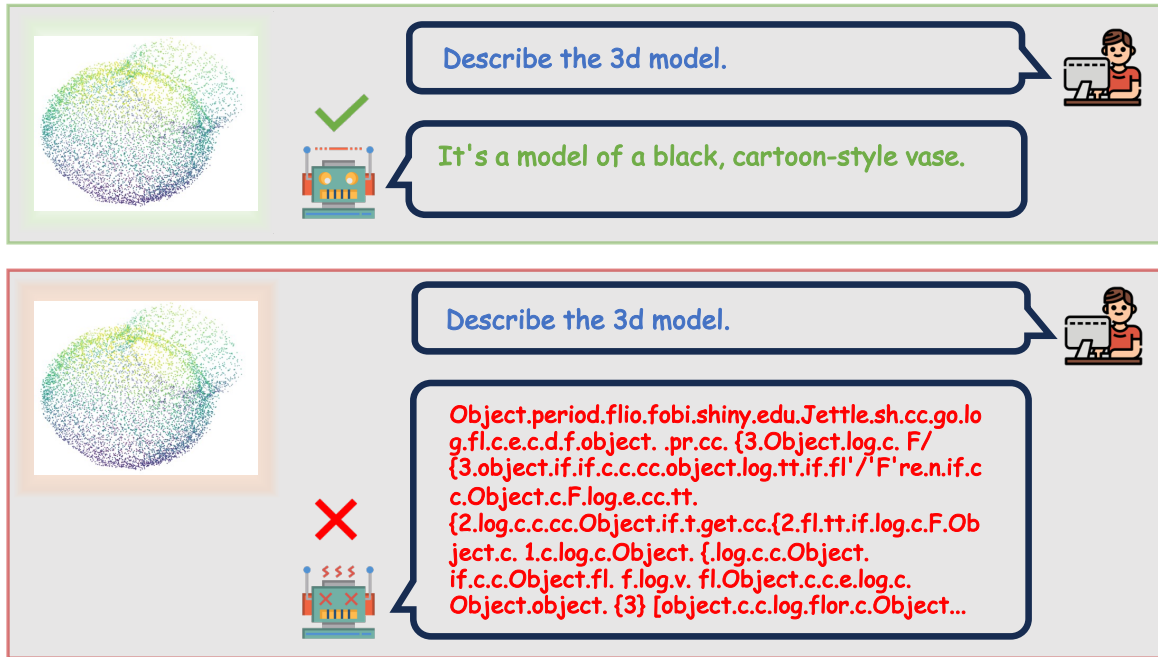 Describe the 3d model.
It's a model of a black, cartoon-style vase.
Describe the 3d model.
Object.period.flio.fobi.shiny.edu.Jettle.sh.cc.go.lo
g.fl.c.e.c.d.f.object. .pr.cc. {3.Object.log.c. F/
{3.object.if.if.c.c.cc.object.log.tt.if.fl'/'F're.n.if.c
c.Object.c.F.log.e.cc.tt.
{2.log.c.c.cc.Object.if.t.get.cc.{2.fl.tt.if.log.c.F.Ob
ject.c. 1.c.log.c.Object. {.log.c.c.Object.
if.c.c.Object.fl. f.log.v. fl.Object.c.c.e.log.c.
Object.object. {3} [object.c.c.log.flor.c.Object...